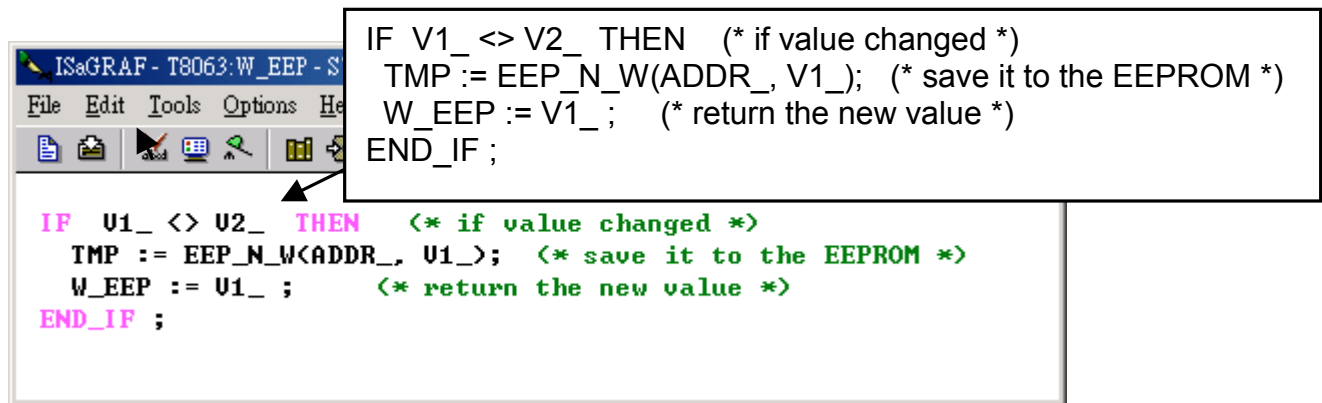 IF V1_ <> V2_ THEN (* if value changed *)
TMP := EEP_N_W(ADDR_, V1_); (* save it to the EEPROM *)
W_EEP := V1_ ; (* return the new value *)
END_IF ;
ISaGRAF - T8063:W_EEP - S
File Edit Tools Options He
IF V1_ <> V2_ THEN (* if value changed *)
TMP := EEP_N_W(ADDR_, V1_); (* save it to the EEPROM *)
W_EEP := V1_ ; (* return the new value *)
END_IF ;